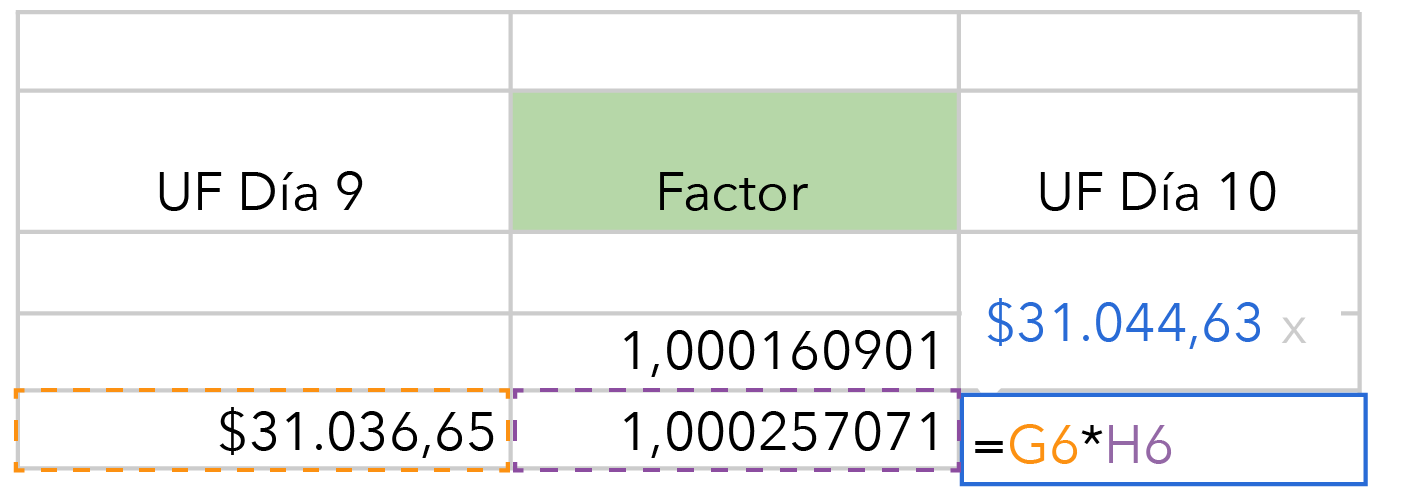 UF Día 9 Factor UF Día 10
$31.044,63 x
1,000160901
$31.036,65 1,000257071 =G6*H6